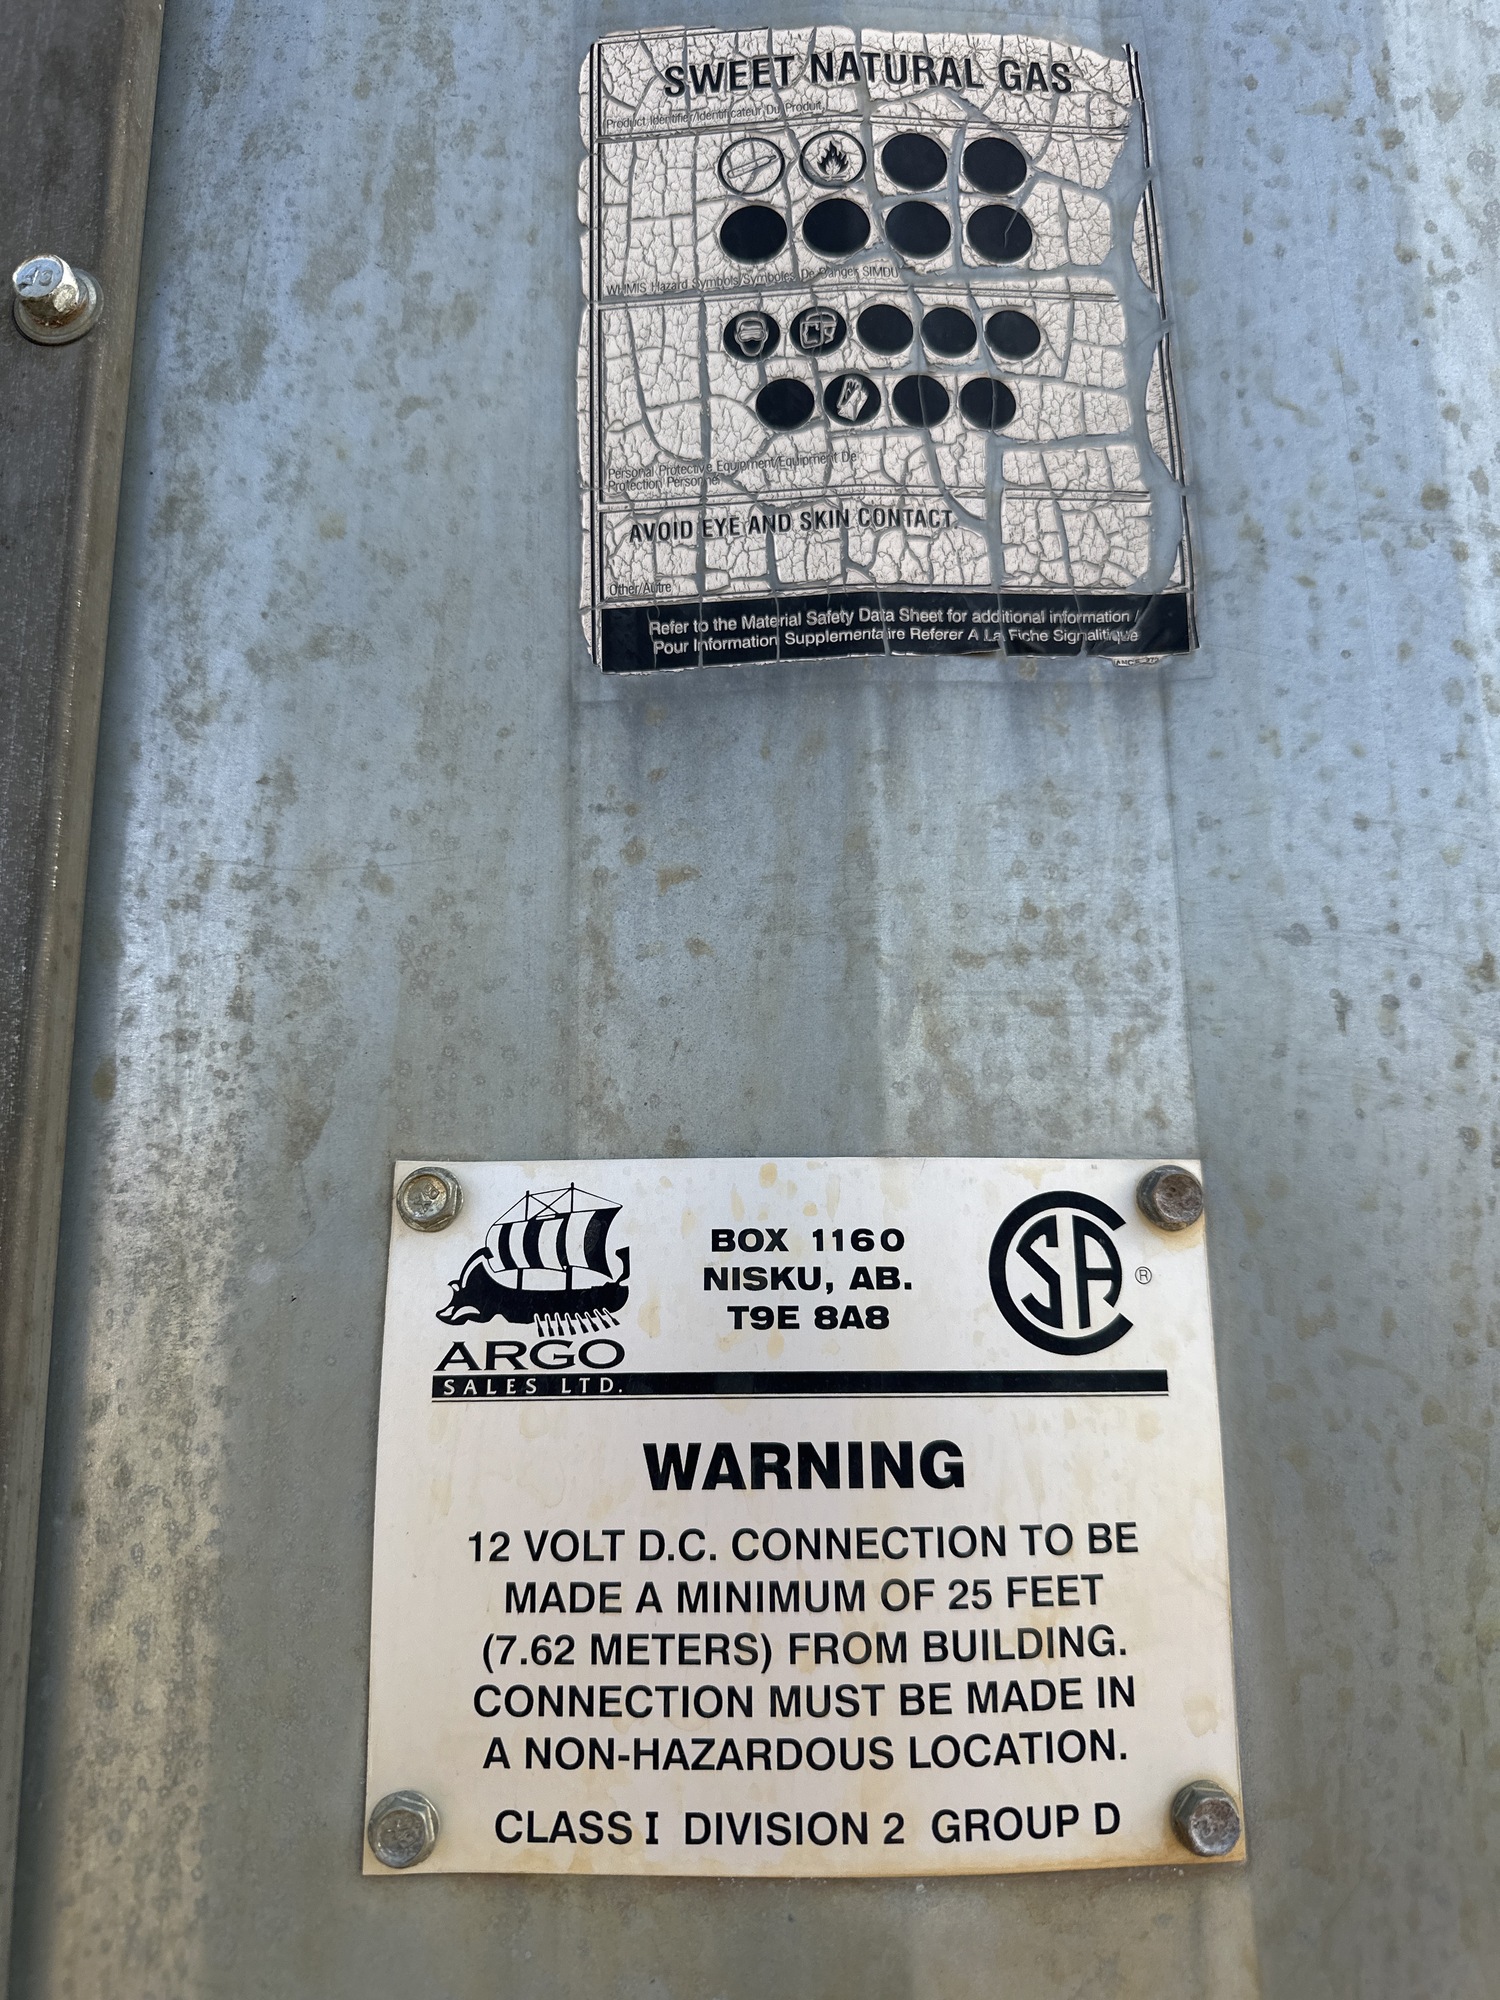 SWEET NATURAL GAS
Product Identifier/Identificateur Du Produit
WHMIS Hazard Symbols/Symboles De Danger SIMDU
Personal Protective Equipment/Equipment De
Protection Personnel
AVOID EYE AND SKIN CONTACT.
Other/Autre
Refer to the Material Safety Data Sheet for additional information /
Pour Information Supplementaire Referer A La Fiche Signalitique
BOX 1160
NISKU, AB.
T9E 8A8
CSA ®
ARGO
SALES LTD.
WARNING
12 VOLT D.C. CONNECTION TO BE
MADE A MINIMUM OF 25 FEET
(7.62 METERS) FROM BUILDING.
CONNECTION MUST BE MADE IN
A NON-HAZARDOUS LOCATION.
CLASS I DIVISION 2 GROUP D